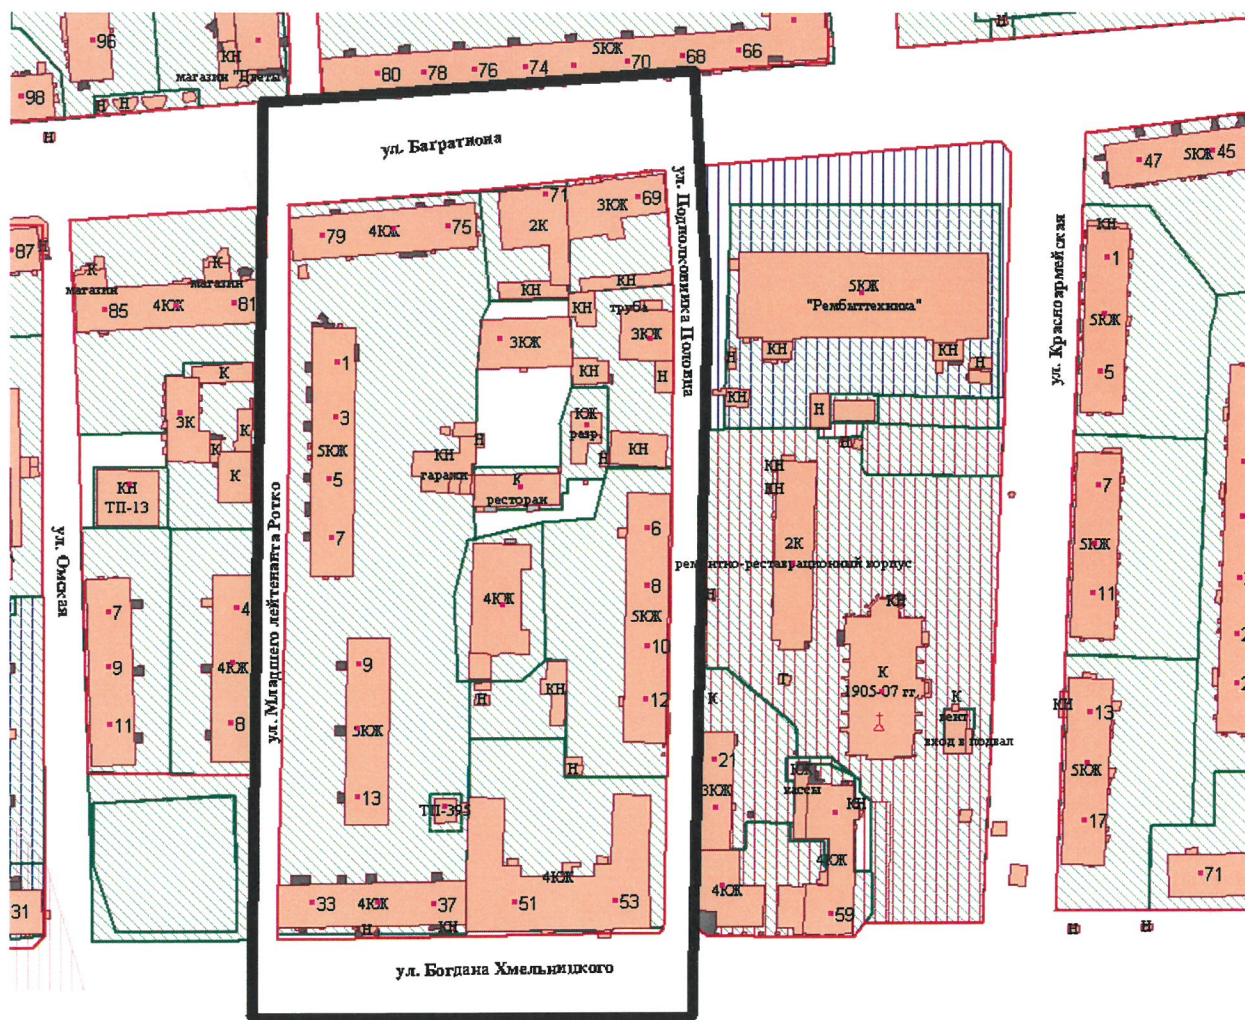 96
КН
магазин "Цветы"
98
Н
Н
Н
5КЖ
80
78
76
74
70
68
66
Н
ул. Багратиона
47
5КЖ
45
87
К
магазин
К
магазин
85
4КЖ
81
79
4КЖ
75
71
2К
3КЖ
69
КН
КН
КН
труба
3КЖ
3КЖ
КН
Н
ул. Подполковника Половца
5КЖ
"Рембыттехника"
Н
КН
КН
Н
КН
Н
Н
ул. Красноармейская
КН
1
5КЖ
5
К
3К
К
К
К
КН
ТП-13
ул. Омская
1
3
5КЖ
5
7
КН
гаражи
Н
К
ресторан
КЖ
разр.
Н
КН
КН
КН
2К
ремонтно-реставрационный корпус
7
5КЖ
11
ул. Младшего лейтенанта Ротко
7
9
11
4
4КЖ
8
4КЖ
Н
КН
Н
6
8
5КЖ
10
12
Н
КН
К
1905-07 гг.
Т
К
К
вент.
вход в подвал
КН
13
5КЖ
17
9
5КЖ
13
ТП-395
21
3КЖ
КЖ
кассы
КН
4КЖ
4КЖ
59
31
33
4КЖ
37
Н
КН
4КЖ
51
53
71
Н
Н
ул. Богдана Хмельницкого